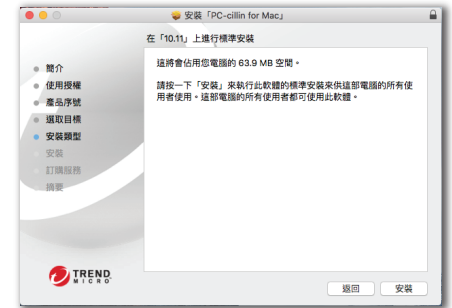 安裝「PC-cillin for Mac」
在「10.11」上進行標準安裝
簡介
使用授權
產品序號
選取目標
安裝類型
安裝
訂購服務
摘要
這將會佔用您電腦的 63.9 MB 空間。
請按一下「安裝」來執行此軟體的標準安裝來供這部電腦的所有使
用者使用。這部電腦的所有使用者都可使用此軟體。
TREND
MICRO
返回
安裝